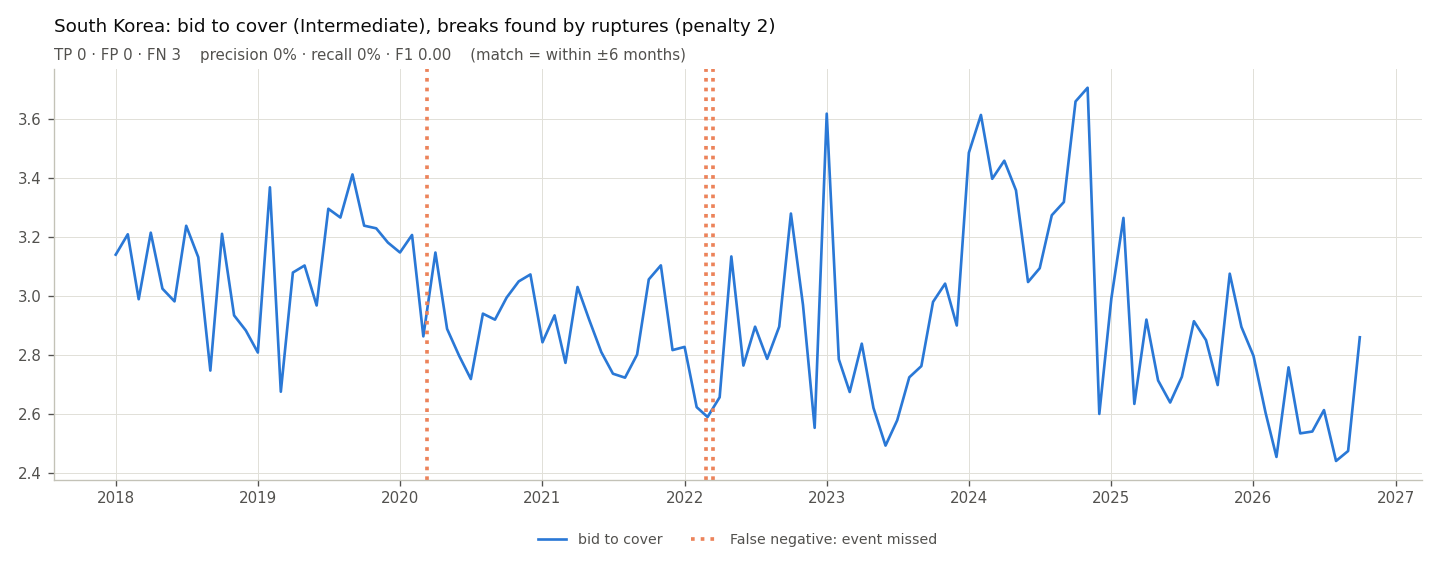 South Korea: bid to cover (Intermediate), breaks found by ruptures (penalty 2)
TP 0 · FP 0 · FN 3    precision 0% · recall 0% · F1 0.00    (match = within ±6 months)
3.6
3.4
3.2
3.0
2.8
2.6
2.4
2018 2019 2020 2021 2022 2023 2024 2025 2026 2027
bid to cover    False negative: event missed